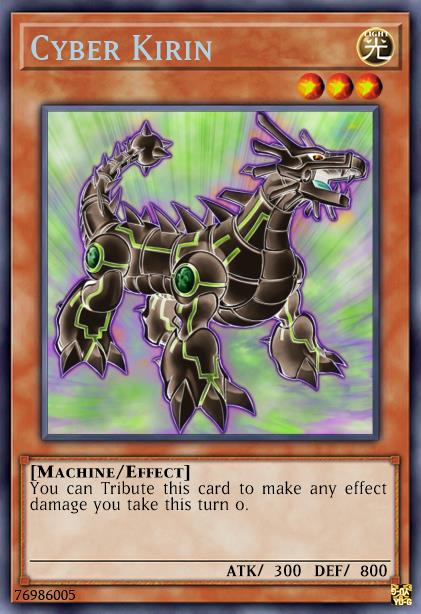 CYBER KIRIN
LIGHT
光
[MACHINE/EFFECT]
You can Tribute this card to make any effect
damage you take this turn o.
ATK/ 300 DEF/ 800
76986005